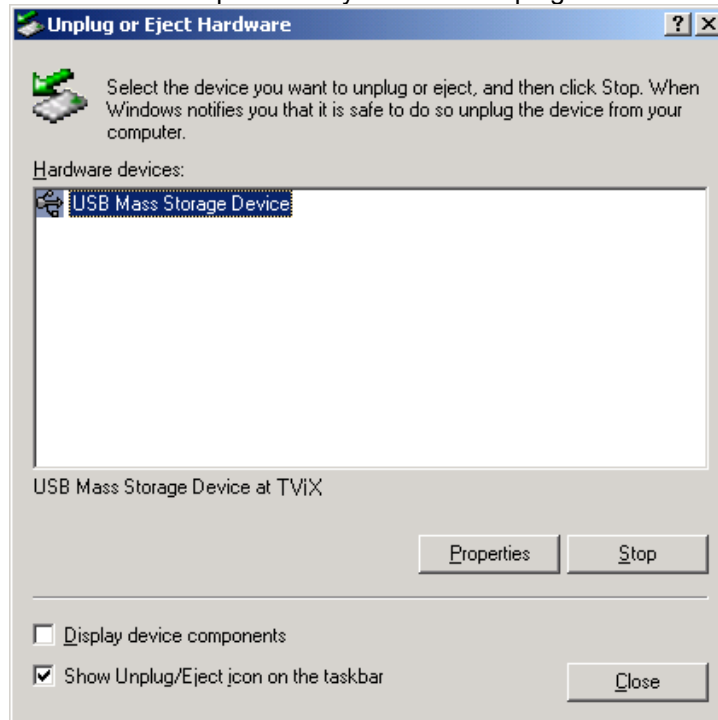 Unplug or Eject Hardware
Select the device you want to unplug or eject, and then click Stop. When
Windows notifies you that it is safe to do so unplug the device from your
computer.
Hardware devices:
USB Mass Storage Device
USB Mass Storage Device at TViX
Properties
Stop
Display device components
Show Unplug/Eject icon on the taskbar
Close